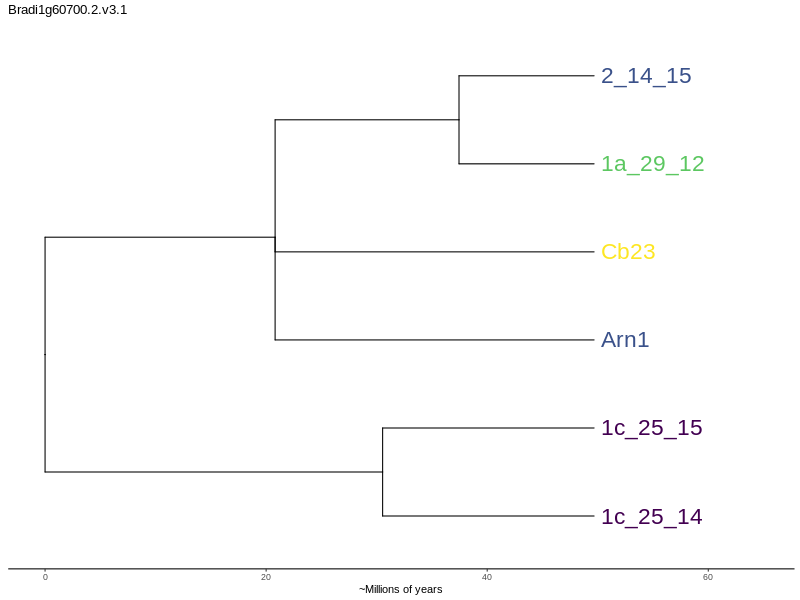 Bradi1g60700.2.v3.1
2_14_15
1a_29_12
Cb23
Arn1
1c_25_15
1c_25_14
0 20 40 60
~Millions of years